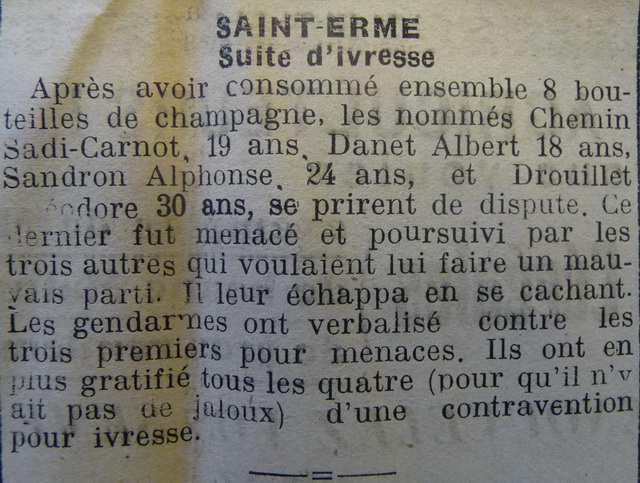 SAINT-ERME
Suite d'ivresse
Après avoir consommé ensemble 8 bou-
teilles de champagne, les nommés Chemin
Sadi-Carnot, 19 ans, Danet Albert 18 ans,
Sandron Alphonse, 24 ans, et Drouillet
odore 30 ans, se prirent de dispute. Ce
dernier fut menacé et poursuivi par les
trois autres qui voulaient lui faire un mau-
vais parti. Il leur échappa en se cachant.
Les gendarmes ont verbalisé contre les
trois premiers pour menaces. Ils ont en
plus gratifié tous les quatre (pour qu'il n'y
ait pas de jaloux) d'une contravention
pour ivresse.